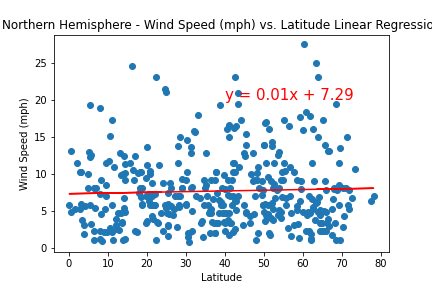 Northern Hemisphere - Wind Speed (mph) vs. Latitude Linear Regressio
25
20
15
10
5
0
Wind Speed (mph)
y = 0.01x + 7.29
0 10 20 30 40 50 60 70 80
Latitude